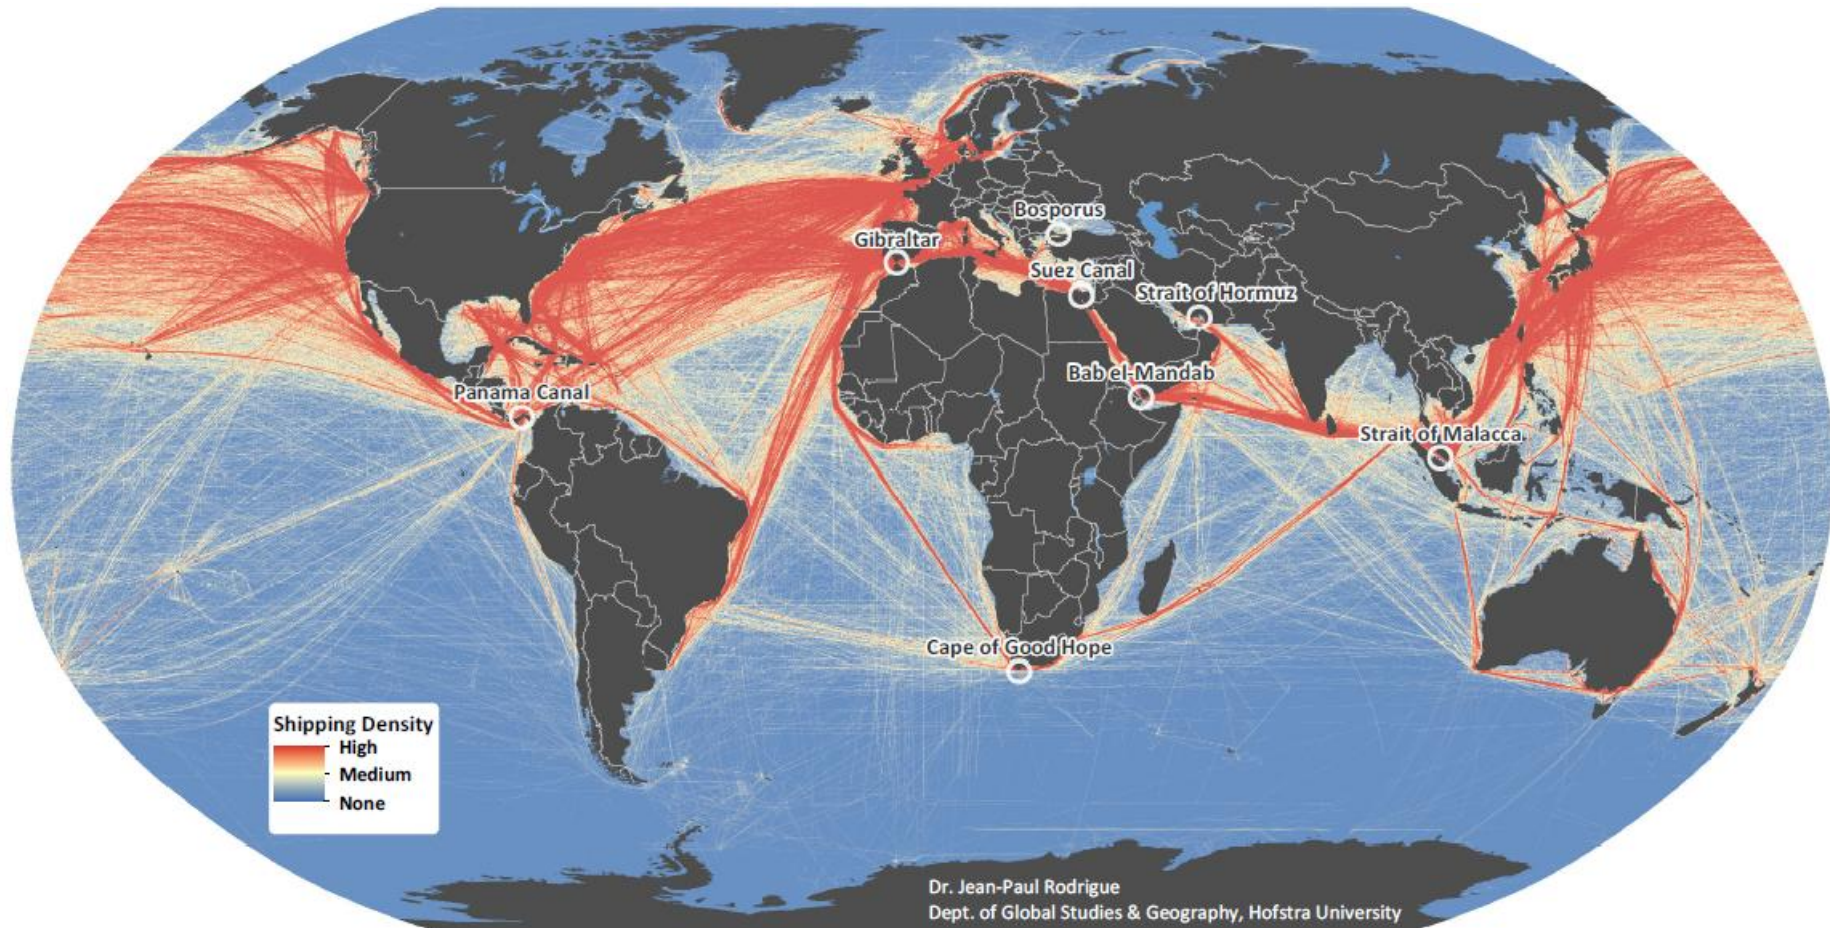 Bosporus
Gibraltar
Suez Canal
Strait of Hormuz
Bab el-Mandab
Panama Canal
Strait of Malacca
Cape of Good Hope
Shipping Density
High
Medium
None
Dr. Jean-Paul Rodrigue
Dept. of Global Studies & Geography, Hofstra University